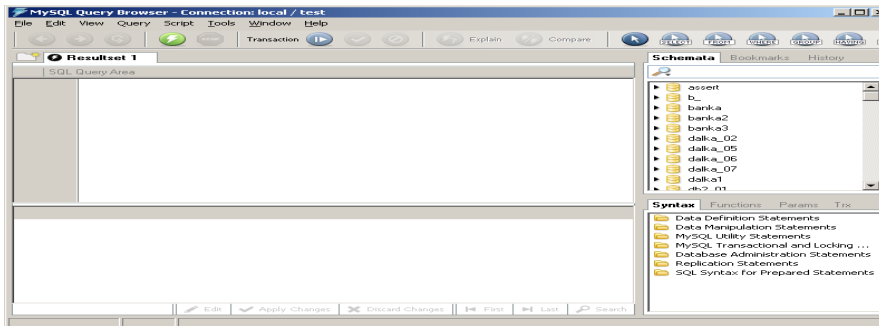 MySQL Query Browser - Connection: local / test
File Edit View Query Script Tools Window Help
Transaction Explain Compare SELECT FROM WHERE GROUP HAVING
Resultset 1
SQL Query Area
Schemata Bookmarks History
assert
b_
banka
banka2
banka3
dalka_02
dalka_05
dalka_06
dalka_07
dalka1
db2_01
Syntax Functions Params Trx
Data Definition Statements
Data Manipulation Statements
MySQL Utility Statements
MySQL Transactional and Locking ...
Database Administration Statements
Replication Statements
SQL Syntax for Prepared Statements
Edit Apply Changes Discard Changes First Last Search